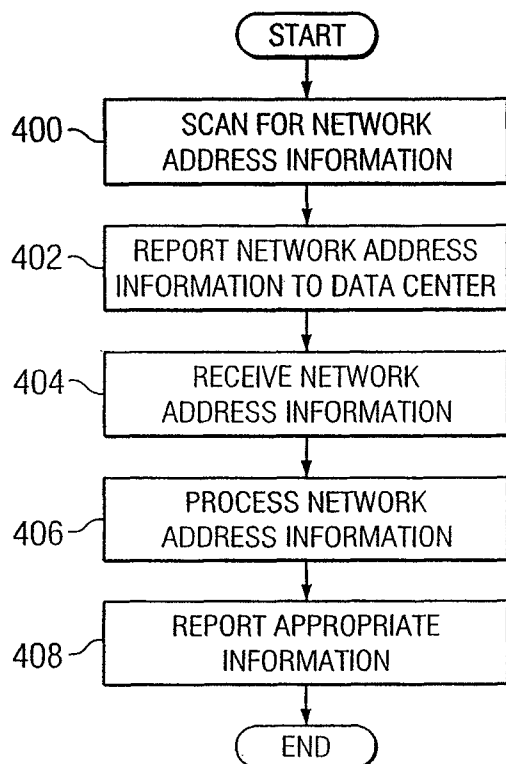 START
400
SCAN FOR NETWORK
ADDRESS INFORMATION
402
REPORT NETWORK ADDRESS
INFORMATION TO DATA CENTER
404
RECEIVE NETWORK
ADDRESS INFORMATION
406
PROCESS NETWORK
ADDRESS INFORMATION
408
REPORT APPROPRIATE
INFORMATION
END